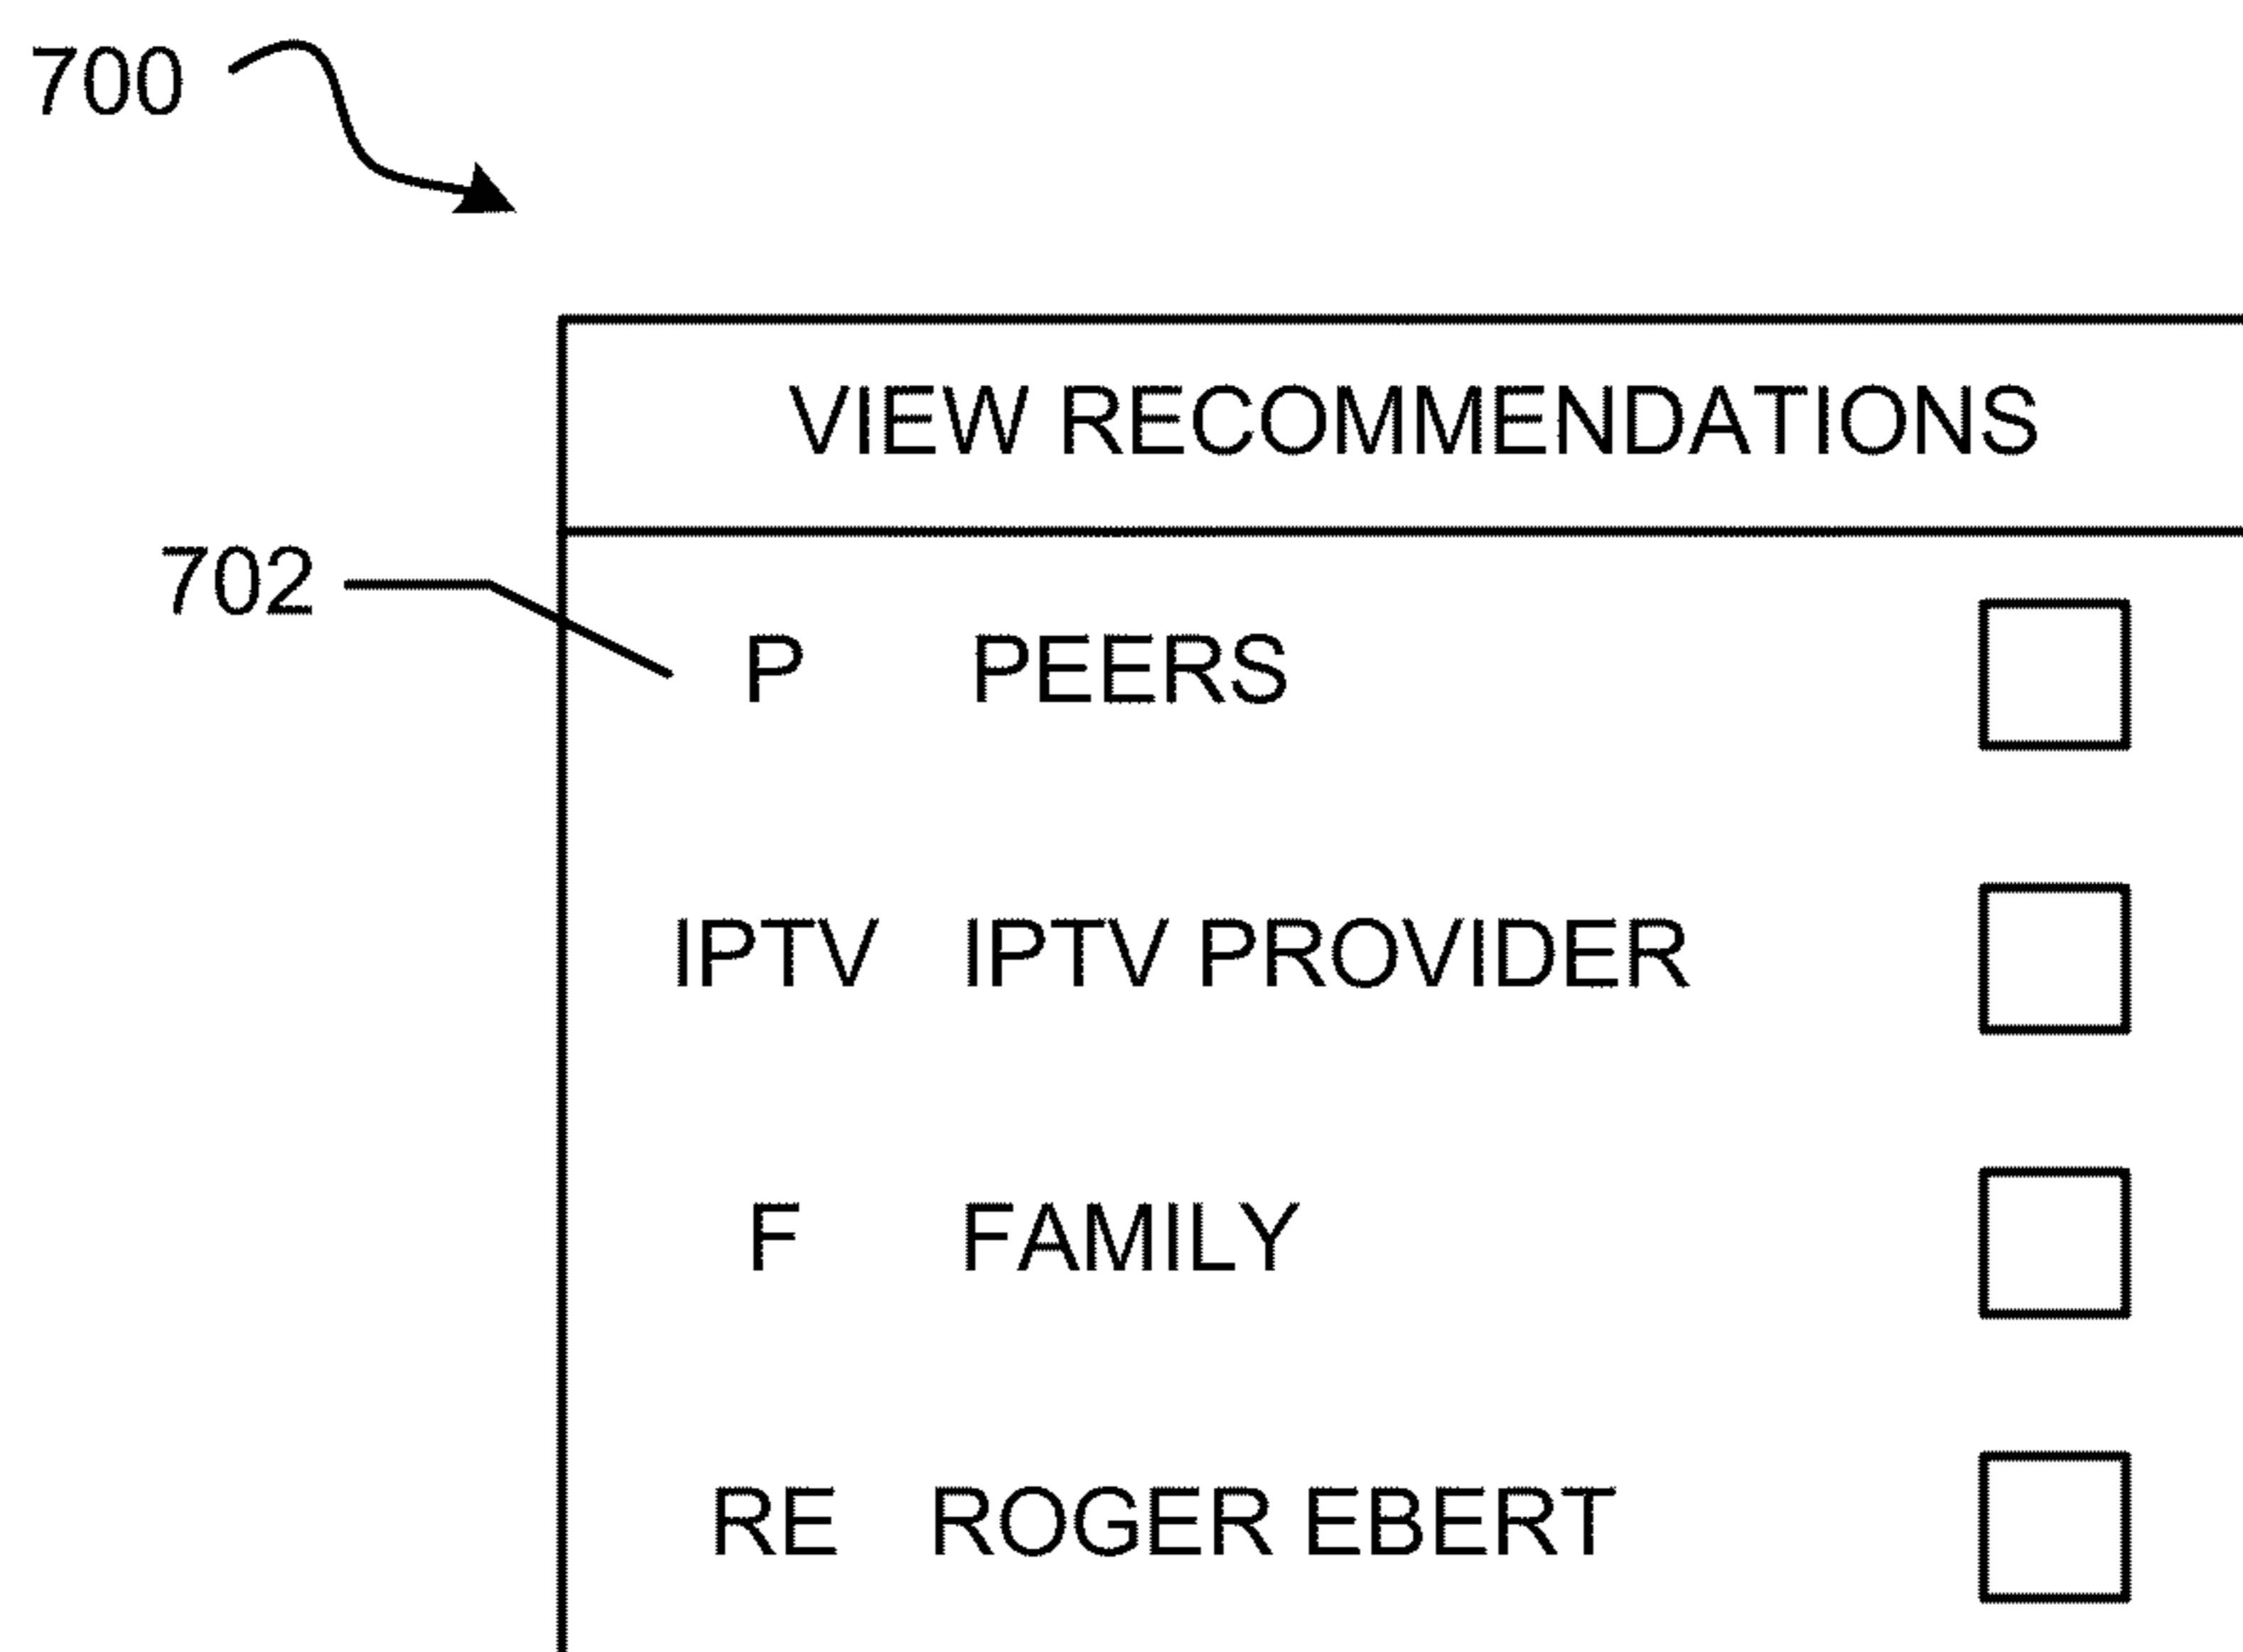 700
VIEW RECOMMENDATIONS
702
P PEERS
IPTV IPTV PROVIDER
F FAMILY
RE ROGER EBERT